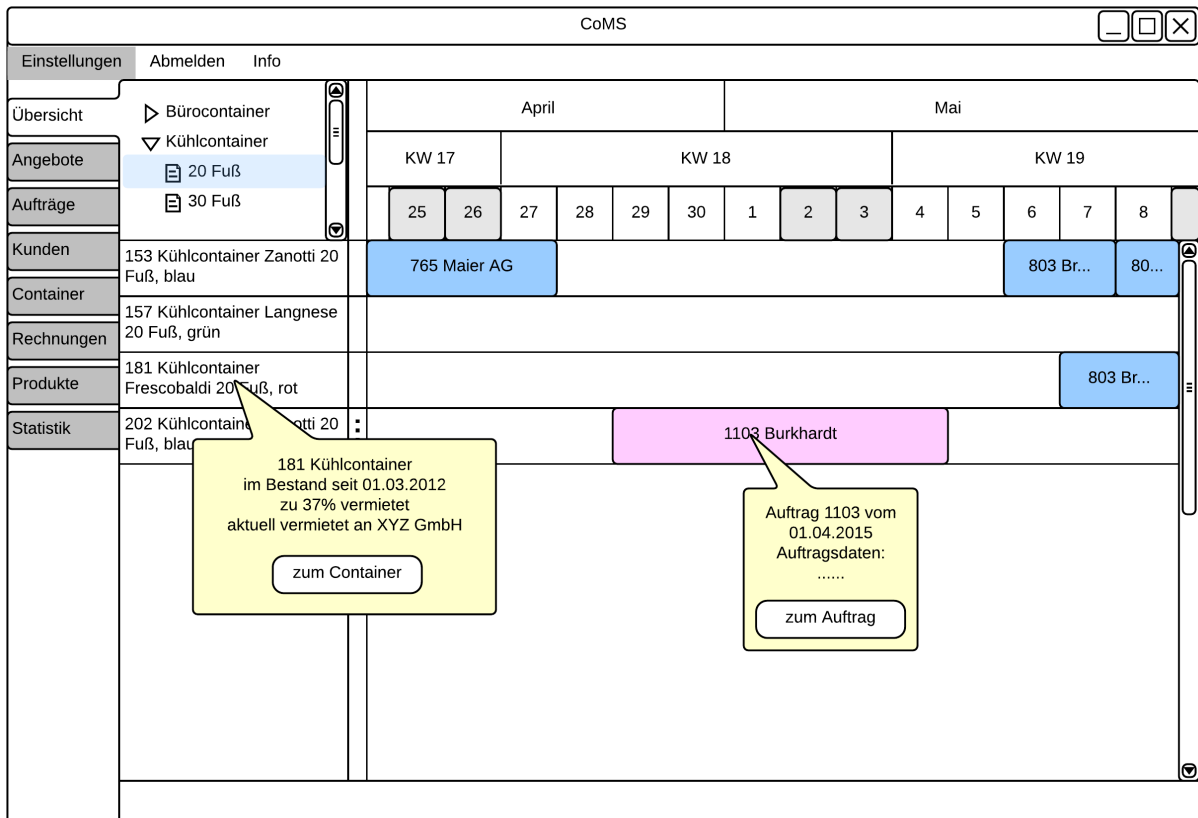 CoMS
Einstellungen Abmelden Info
Übersicht
Angebote
Aufträge
Kunden
Container
Rechnungen
Produkte
Statistik
Bürocontainer
Kühlcontainer
20 Fuß
30 Fuß
April Mai
KW 17 KW 18 KW 19
25 26 27 28 29 30 1 2 3 4 5 6 7 8
153 Kühlcontainer Zanotti 20
Fuß, blau
765 Maier AG 803 Br... 80...
157 Kühlcontainer Langnese
20 Fuß, grün
181 Kühlcontainer
Frescobaldi 20 Fuß, rot
803 Br...
202 Kühlcontainer Zanotti 20
Fuß, blau
1103 Burkhardt
181 Kühlcontainer
im Bestand seit 01.03.2012
zu 37% vermietet
aktuell vermietet an XYZ GmbH
zum Container
Auftrag 1103 vom
01.04.2015
Auftragsdaten:
......
zum Auftrag